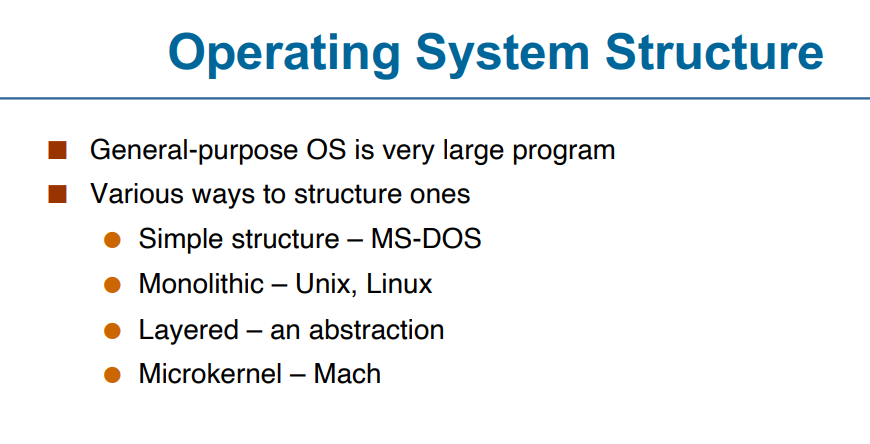 Operating System Structure
General-purpose OS is very large program
Various ways to structure ones
Simple structure – MS-DOS
Monolithic – Unix, Linux
Layered – an abstraction
Microkernel – Mach